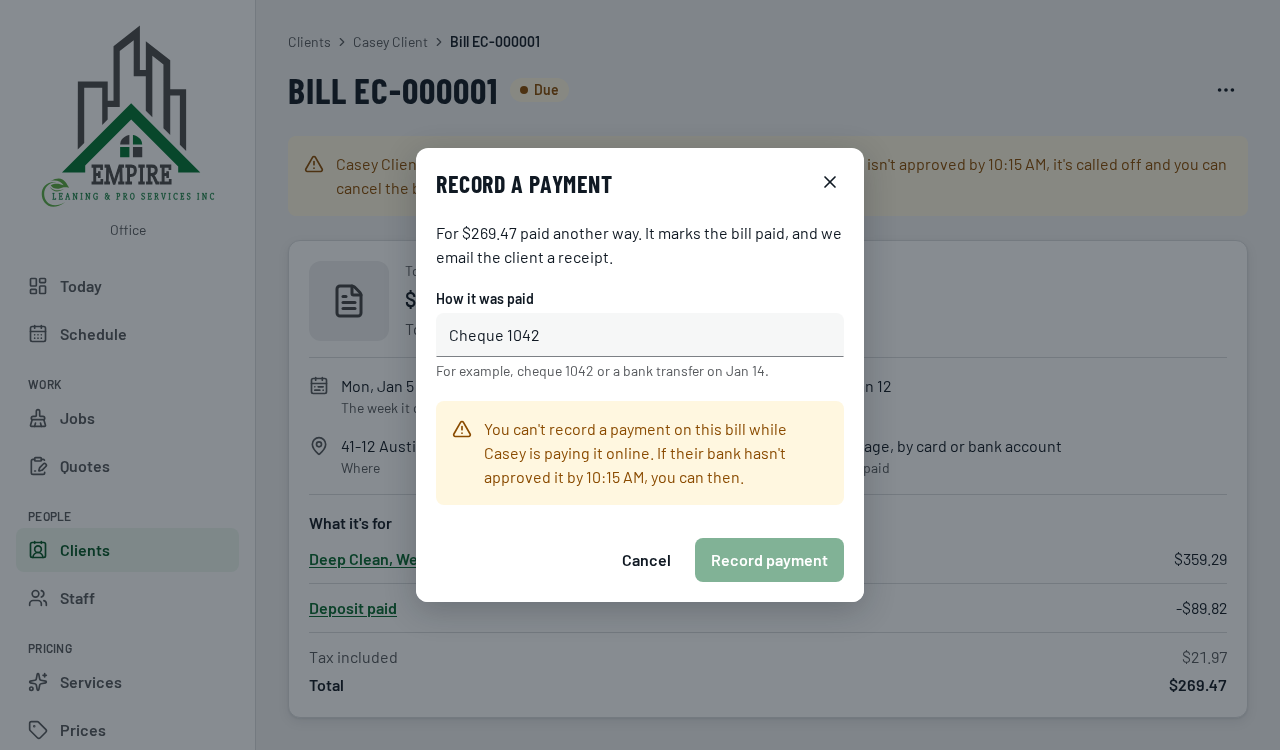 EMPIRE
LEANING & PRO SERVICES INC
Office
Today
Schedule
WORK
Jobs
Quotes
PEOPLE
Clients
Staff
PRICING
Services
Prices
Clients > Casey Client > Bill EC-000001
BILL EC-000001
Due
Casey Clien
isn't approved by 10:15 AM, it's called off and you can
cancel the b
RECORD A PAYMENT
For $269.47 paid another way. It marks the bill paid, and we
email the client a receipt.
How it was paid
Cheque 1042
For example, cheque 1042 or a bank transfer on Jan 14.
You can't record a payment on this bill while
Casey is paying it online. If their bank hasn't
approved it by 10:15 AM, you can then.
Cancel
Record payment
$
Mon, Jan 5
n 12
The week it
41-12 Austi
age, by card or bank account
Where
paid
What it's for
Deep Clean, We
$359.29
Deposit paid
-$89.82
Tax included
$21.97
Total
$269.47